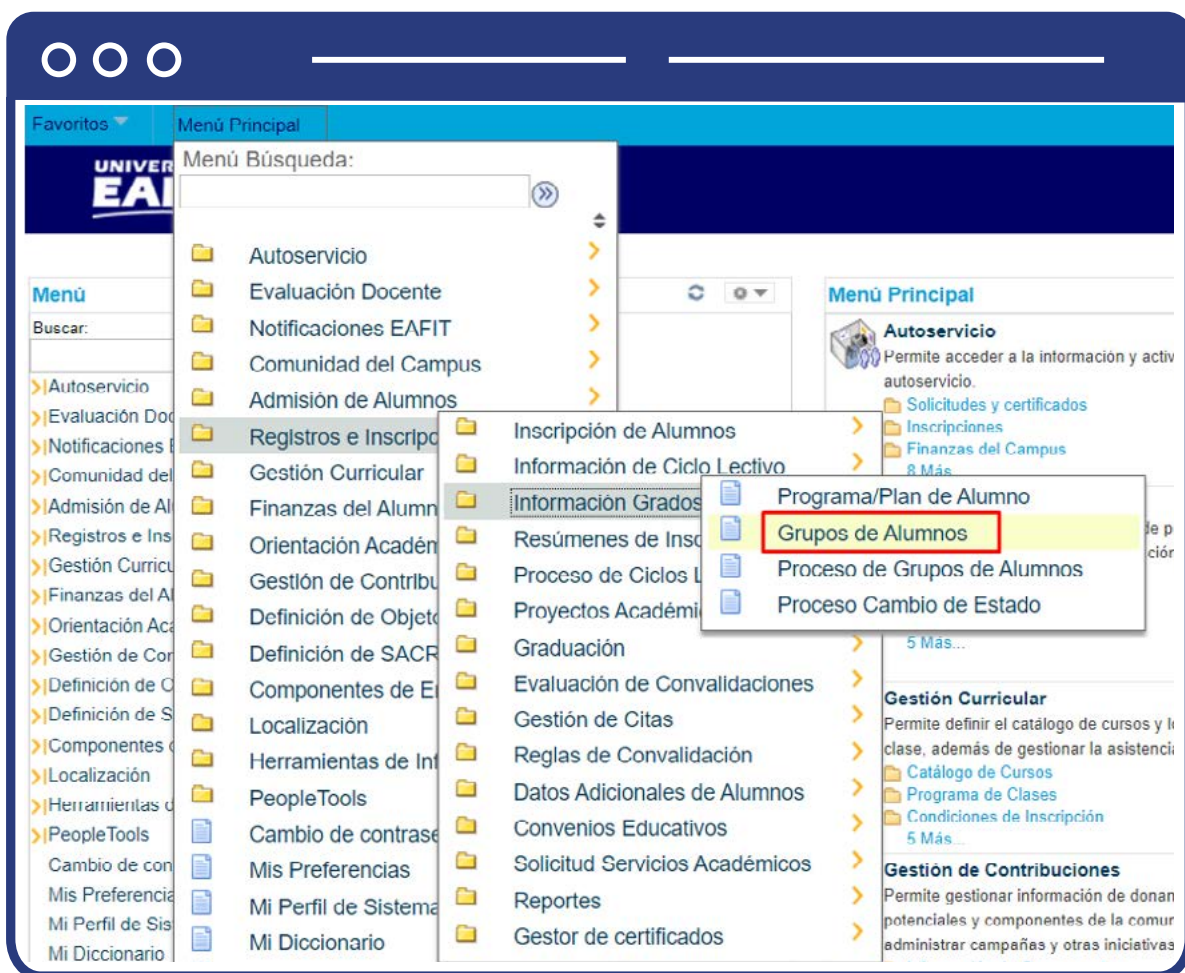 Favoritos
Menú Principal
UNIVER
EAI
Menú Búsqueda:
Autoservicio
Evaluación Docente
Notificaciones EAFIT
Comunidad del Campus
Admisión de Alumnos
Registros e Inscripc
Gestión Curricular
Finanzas del Alumn
Orientación Académ
Gestión de Contribu
Definición de Objeto
Definición de SACR
Componentes de E
Localización
Herramientas de Int
PeopleTools
Cambio de contrase
Mis Preferencias
Mi Perfil de Sistema
Mi Diccionario
Inscripción de Alumnos
Información de Ciclo Lectivo
Información Grados
Resúmenes de Insc
Proceso de Ciclos L
Proyectos Académi
Graduación
Evaluación de Convalidaciones
Gestión de Citas
Reglas de Convalidación
Datos Adicionales de Alumnos
Convenios Educativos
Solicitud Servicios Académicos
Reportes
Gestor de certificados
Programa/Plan de Alumno
Grupos de Alumnos
Proceso de Grupos de Alumnos
Proceso Cambio de Estado
Menú
Buscar:
Autoservicio
Evaluación Doc
Notificaciones E
Comunidad del
Admisión de Al
Registros e Ins
Gestión Curricu
Finanzas del Al
Orientación Aca
Gestión de Con
Definición de O
Definición de S
Componentes d
Localización
Herramientas d
PeopleTools
Cambio de con
Mis Preferencia
Mi Perfil de Sis
Mi Diccionario
Menú Principal
Autoservicio
Permite acceder a la información y activ
autoservicio.
Solicitudes y certificados
Inscripciones
Finanzas del Campus
8 Más...
de p
ción
5 Más...
Gestión Curricular
Permite definir el catálogo de cursos y l
clase, además de gestionar la asistencia
Catálogo de Cursos
Programa de Clases
Condiciones de Inscripción
5 Más...
Gestión de Contribuciones
Permite gestionar información de donan
potenciales y componentes de la comur
administrar campañas y otras iniciativas